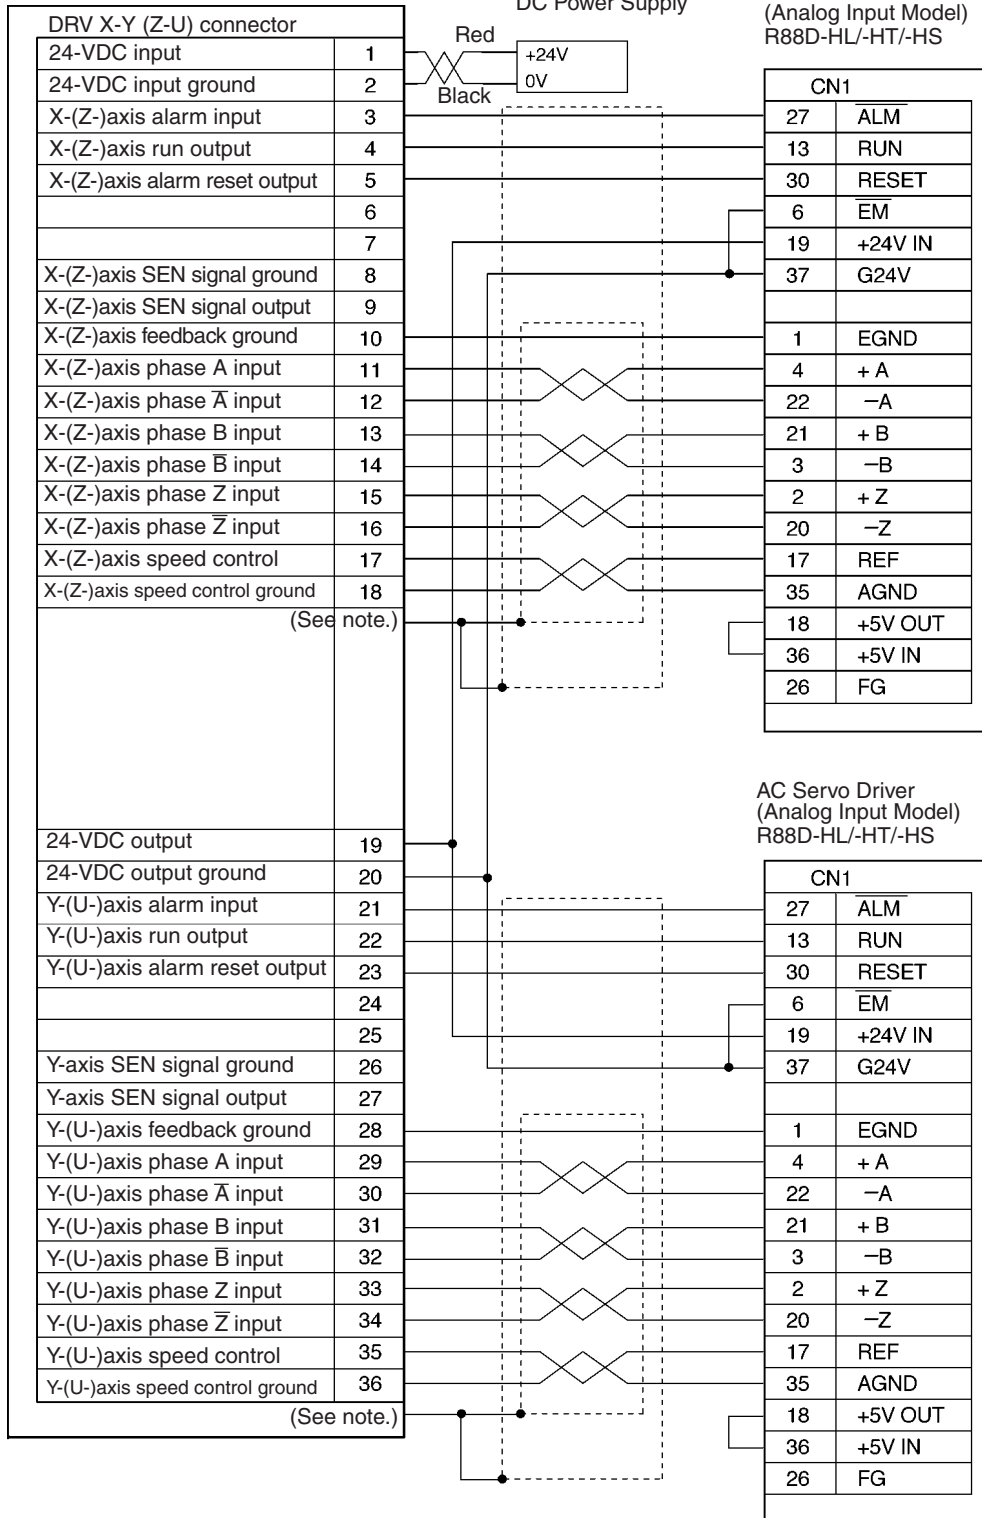 DC Power Supply
(Analog Input Model)
R88D-HL/-HT/-HS
DRV X-Y (Z-U) connector
24-VDC input 1
24-VDC input ground 2
X-(Z-)axis alarm input 3
X-(Z-)axis run output 4
X-(Z-)axis alarm reset output 5
6
7
X-(Z-)axis SEN signal ground 8
X-(Z-)axis SEN signal output 9
X-(Z-)axis feedback ground 10
X-(Z-)axis phase A input 11
X-(Z-)axis phase A̅ input 12
X-(Z-)axis phase B input 13
X-(Z-)axis phase B̅ input 14
X-(Z-)axis phase Z input 15
X-(Z-)axis phase Z̅ input 16
X-(Z-)axis speed control 17
X-(Z-)axis speed control ground 18
(See note.)
Red
Black
+24V
0V
CN1
27 A̅L̅M̅
13 RUN
30 RESET
6 E̅M̅
19 +24V IN
37 G24V
1 EGND
4 +A
22 −A
21 +B
3 −B
2 +Z
20 −Z
17 REF
35 AGND
18 +5V OUT
36 +5V IN
26 FG
24-VDC output 19
24-VDC output ground 20
Y-(U-)axis alarm input 21
Y-(U-)axis run output 22
Y-(U-)axis alarm reset output 23
24
25
Y-axis SEN signal ground 26
Y-axis SEN signal output 27
Y-(U-)axis feedback ground 28
Y-(U-)axis phase A input 29
Y-(U-)axis phase A̅ input 30
Y-(U-)axis phase B input 31
Y-(U-)axis phase B̅ input 32
Y-(U-)axis phase Z input 33
Y-(U-)axis phase Z̅ input 34
Y-(U-)axis speed control 35
Y-(U-)axis speed control ground 36
(See note.)
AC Servo Driver
(Analog Input Model)
R88D-HL/-HT/-HS
CN1
27 A̅L̅M̅
13 RUN
30 RESET
6 E̅M̅
19 +24V IN
37 G24V
1 EGND
4 +A
22 −A
21 +B
3 −B
2 +Z
20 −Z
17 REF
35 AGND
18 +5V OUT
36 +5V IN
26 FG